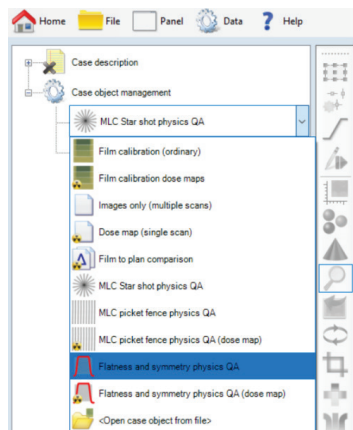 Home File Panel Data ? Help
Case description
Case object management
MLC Star shot physics QA
Film calibration (ordinary)
Film calibration dose maps
Images only (multiple scans)
Dose map (single scan)
Film to plan comparison
MLC Star shot physics QA
MLC picket fence physics QA
MLC picket fence physics QA (dose map)
Flatness and symmetry physics QA
Flatness and symmetry physics QA (dose map)
<Open case object from file>